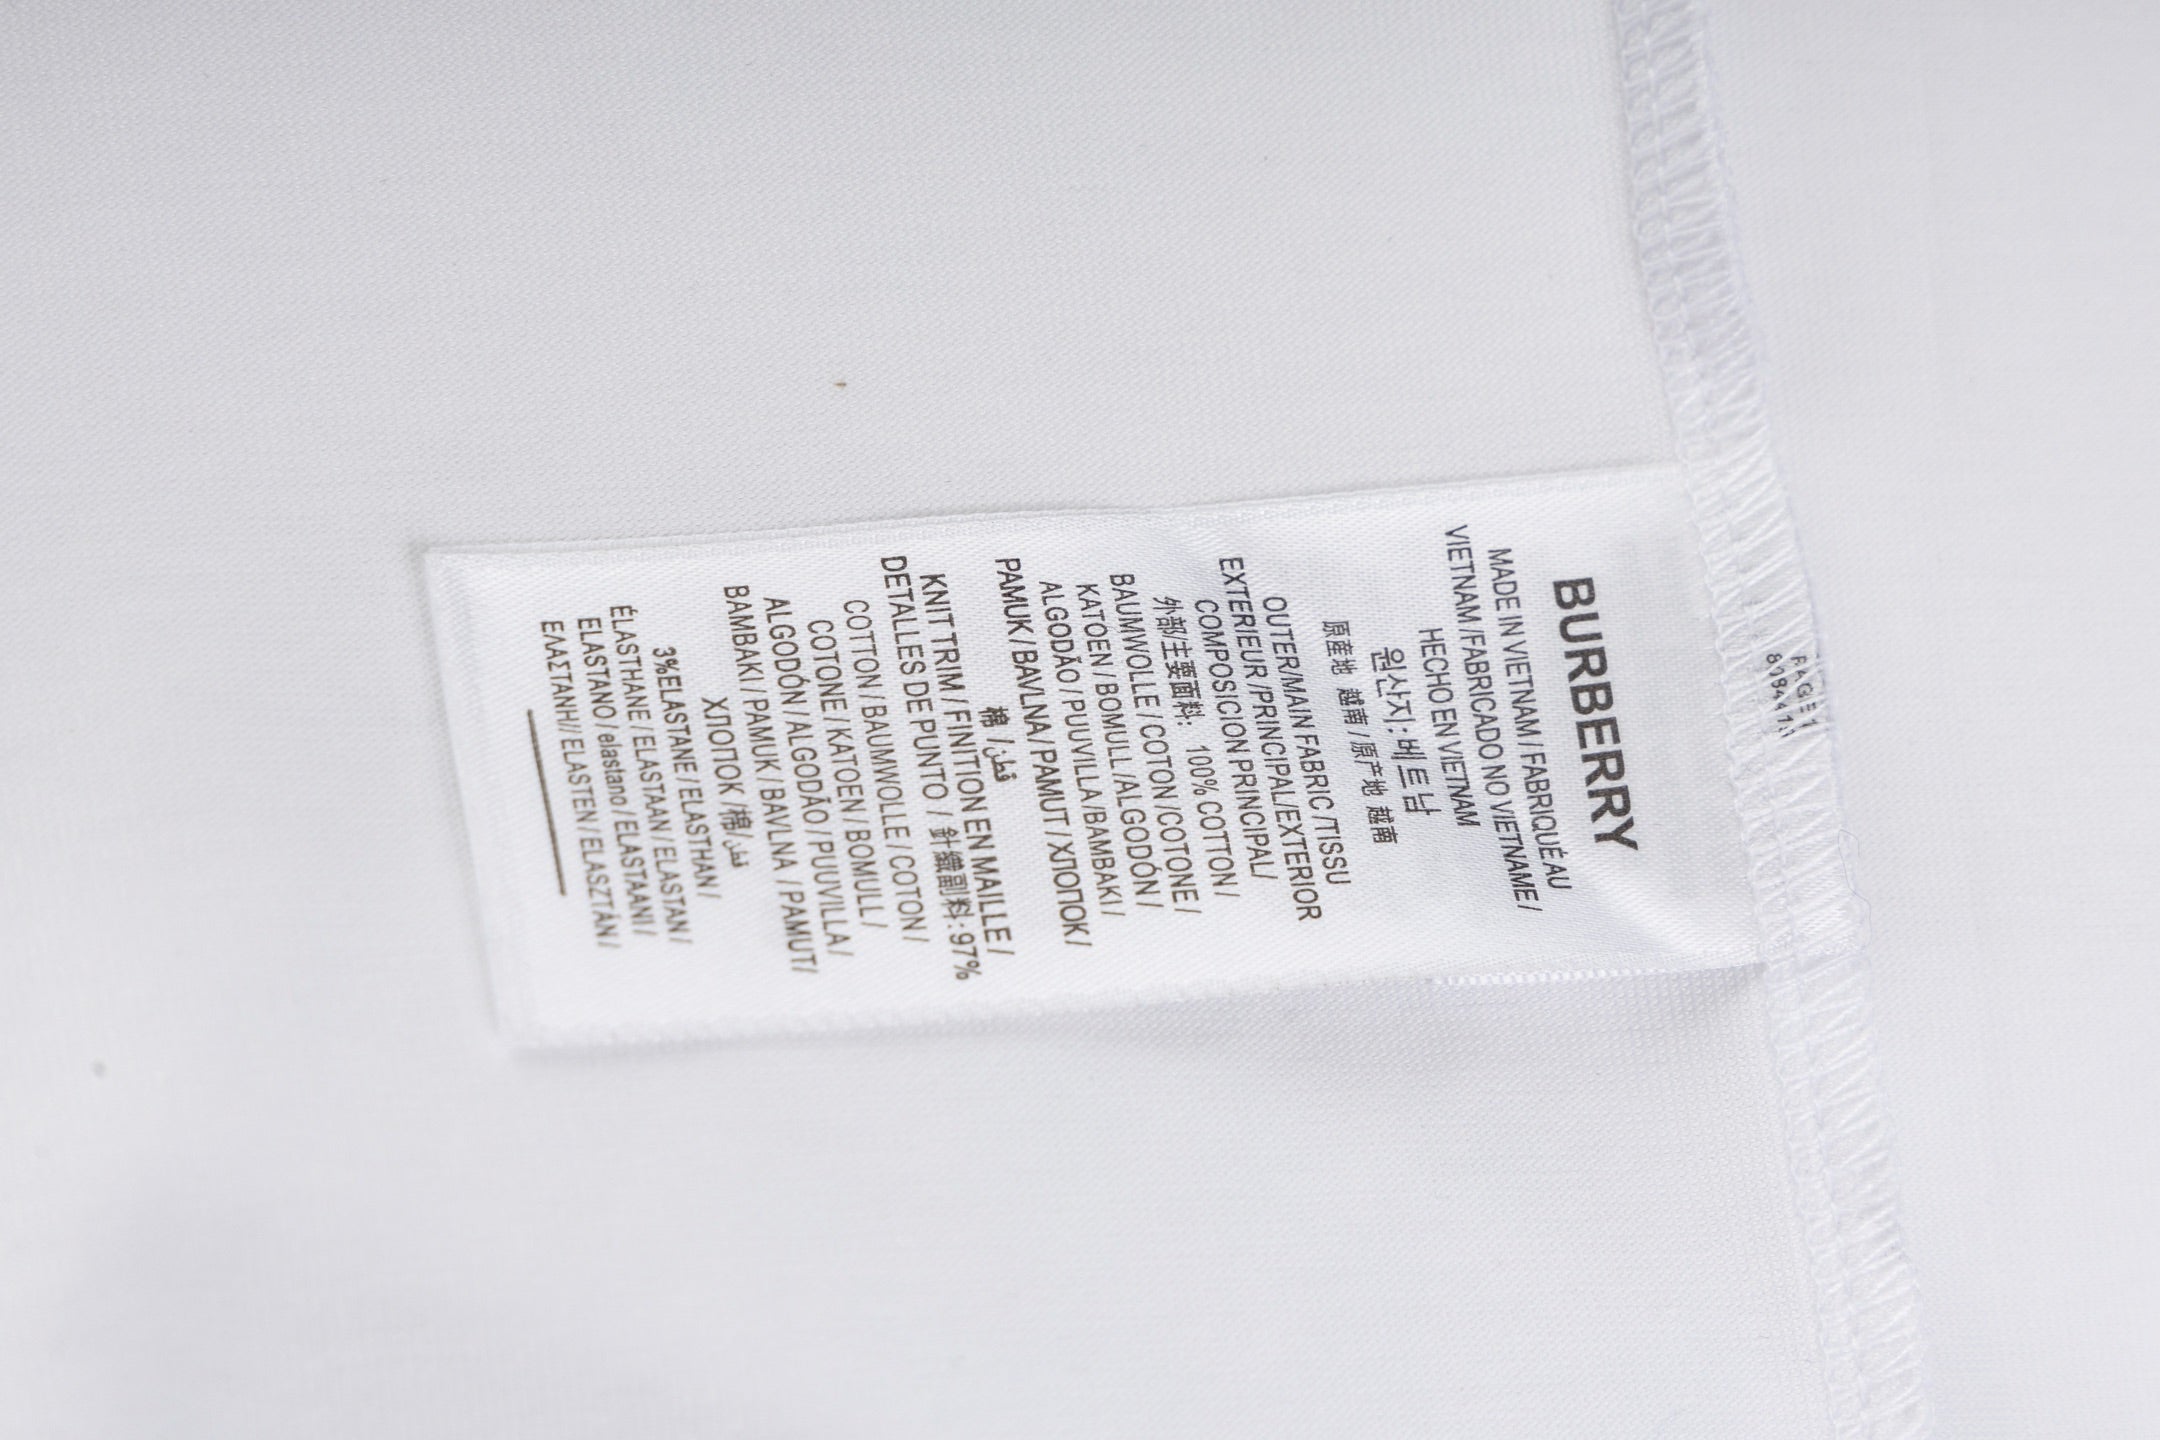 BURBERRY
MADE IN VIETNAM / FABRIQUÉ AU
VIETNAM / FABRICADO NO VIETNAME /
HECHO EN VIETNAM
원산지: 베트남
原産地 越南 / 原产地 越南
OUTER/MAIN FABRIC / TISSU
EXTERIEUR / PRINCIPAL/EXTERIOR
COMPOSICION PRINCIPAL/
外部/主要面料: 100% COTTON /
BAUMWOLLE / COTON / COTONE /
KATOEN / BOMULL / ALGODÓN /
ALGODÃO / PUUVILLA / BAMBAKI /
PAMUK / BAVLNA / PAMUT / ХЛОПОК /
棉 / قطن
KNIT TRIM / FINITION EN MAILLE /
DETALLES DE PUNTO / 針織副料: 97%
COTTON / BAUMWOLLE / COTON /
COTONE / KATOEN / BOMULL /
ALGODÓN / ALGODÃO / PUUVILLA /
BAMBAKI / PAMUK / BAVLNA / PAMUT/
ХЛОПОК / 棉 / قطن
3%ELASTANE / ELASTHAN /
ÉLASTHANE / ELASTAAN / ELASTAN /
ELASTANO / elastano / ELASTAANI /
ΕΛΑΣΤΑΝΗ/ ELASTEN / ELASZTÁN /